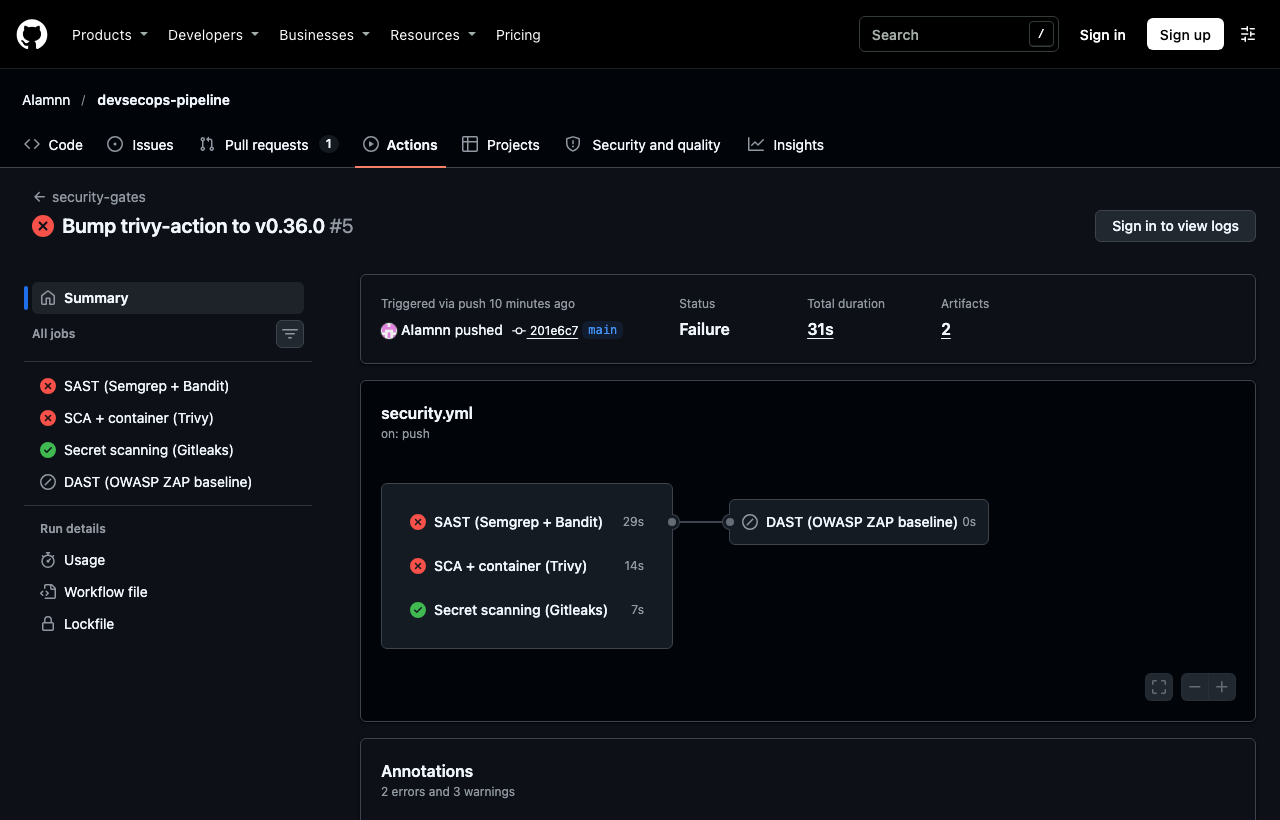 Products Developers Businesses Resources Pricing Search / Sign in Sign up
Alamnn / devsecops-pipeline
Code Issues Pull requests 1 Actions Projects Security and quality Insights
security-gates
Bump trivy-action to v0.36.0 #5
Sign in to view logs
Summary
All jobs
SAST (Semgrep + Bandit)
SCA + container (Trivy)
Secret scanning (Gitleaks)
DAST (OWASP ZAP baseline)
Run details
Usage
Workflow file
Lockfile
Triggered via push 10 minutes ago
Alamnn pushed 201e6c7 main
Status
Failure
Total duration
31s
Artifacts
2
security.yml
on: push
SAST (Semgrep + Bandit) 29s
SCA + container (Trivy) 14s
Secret scanning (Gitleaks) 7s
DAST (OWASP ZAP baseline) 0s
Annotations
2 errors and 3 warnings